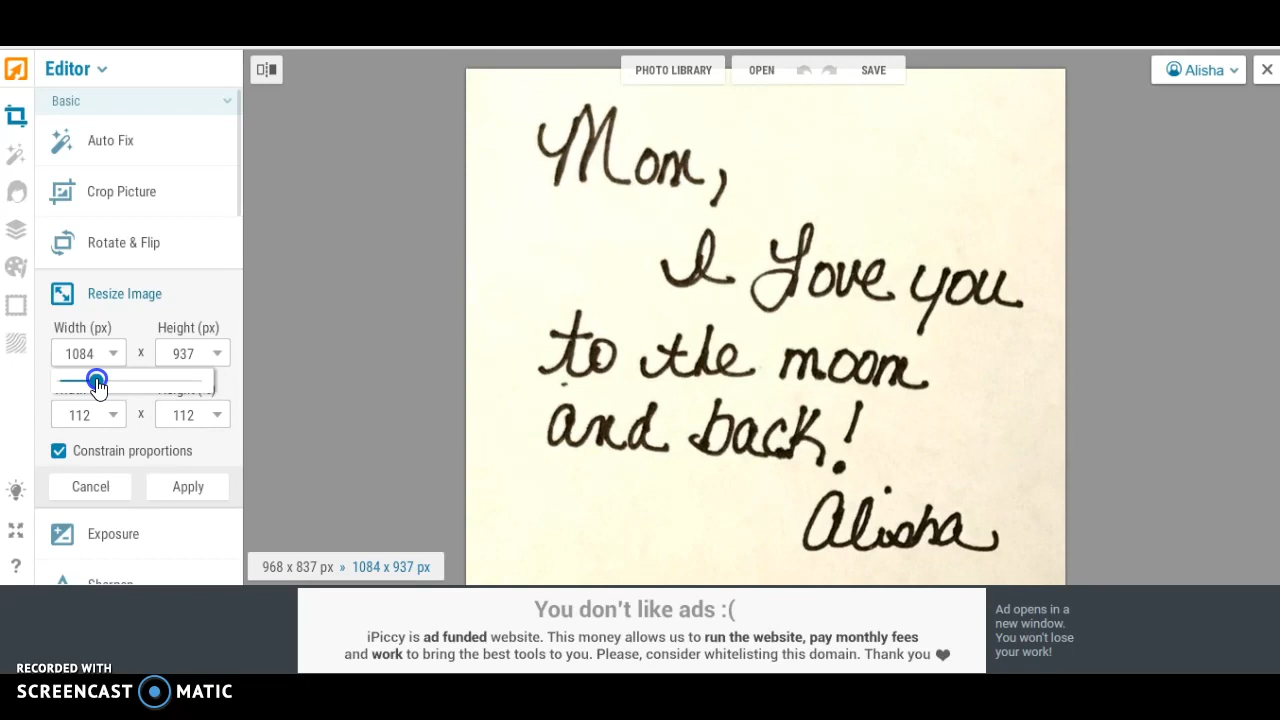 Editor
PHOTO LIBRARY OPEN SAVE
Alisha
Basic
Auto Fix
Crop Picture
Rotate & Flip
Resize Image
Width (px) Height (px)
1084 x 937
112 x 112
Constrain proportions
Cancel Apply
Exposure
Mom,
I love you
to the moon
and back!
Alisha
968 x 837 px » 1084 x 937 px
You don't like ads :(
iPiccy is ad funded website. This money allows us to run the website, pay monthly fees
and work to bring the best tools to you. Please, consider whitelisting this domain. Thank you
Ad opens in a
new window.
You won't lose
your work!
RECORDED WITH
SCREENCAST MATIC